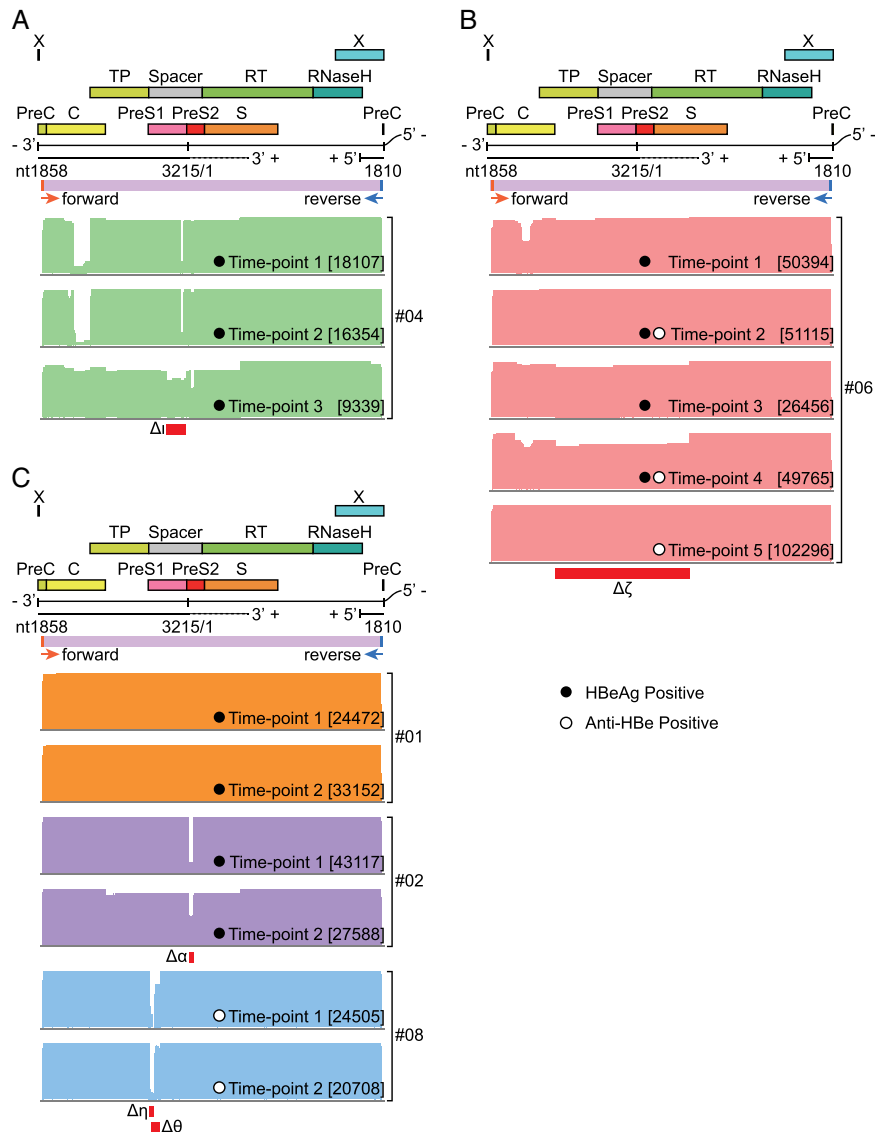 A
X
X
TP Spacer RT RNaseH
PreC C PreS1 PreS2 S PreC
- 3' 5' -
3' + + 5'
nt1858 3215/1 1810
forward reverse
Time-point 1 [18107]
Time-point 2 [16354]
#04
Time-point 3 [9339]
Δι
B
X
X
TP Spacer RT RNaseH
PreC C PreS1 PreS2 S PreC
- 3' 5' -
3' + + 5'
nt1858 3215/1 1810
forward reverse
Time-point 1 [50394]
Time-point 2 [51115]
Time-point 3 [26456]
#06
Time-point 4 [49765]
Time-point 5 [102296]
Δζ
C
X
X
TP Spacer RT RNaseH
PreC C PreS1 PreS2 S PreC
- 3' 5' -
3' + + 5'
nt1858 3215/1 1810
forward reverse
Time-point 1 [24472]
#01
Time-point 2 [33152]
Time-point 1 [43117]
#02
Time-point 2 [27588]
Δα
Time-point 1 [24505]
#08
Time-point 2 [20708]
Δη
Δθ
HBeAg Positive
Anti-HBe Positive